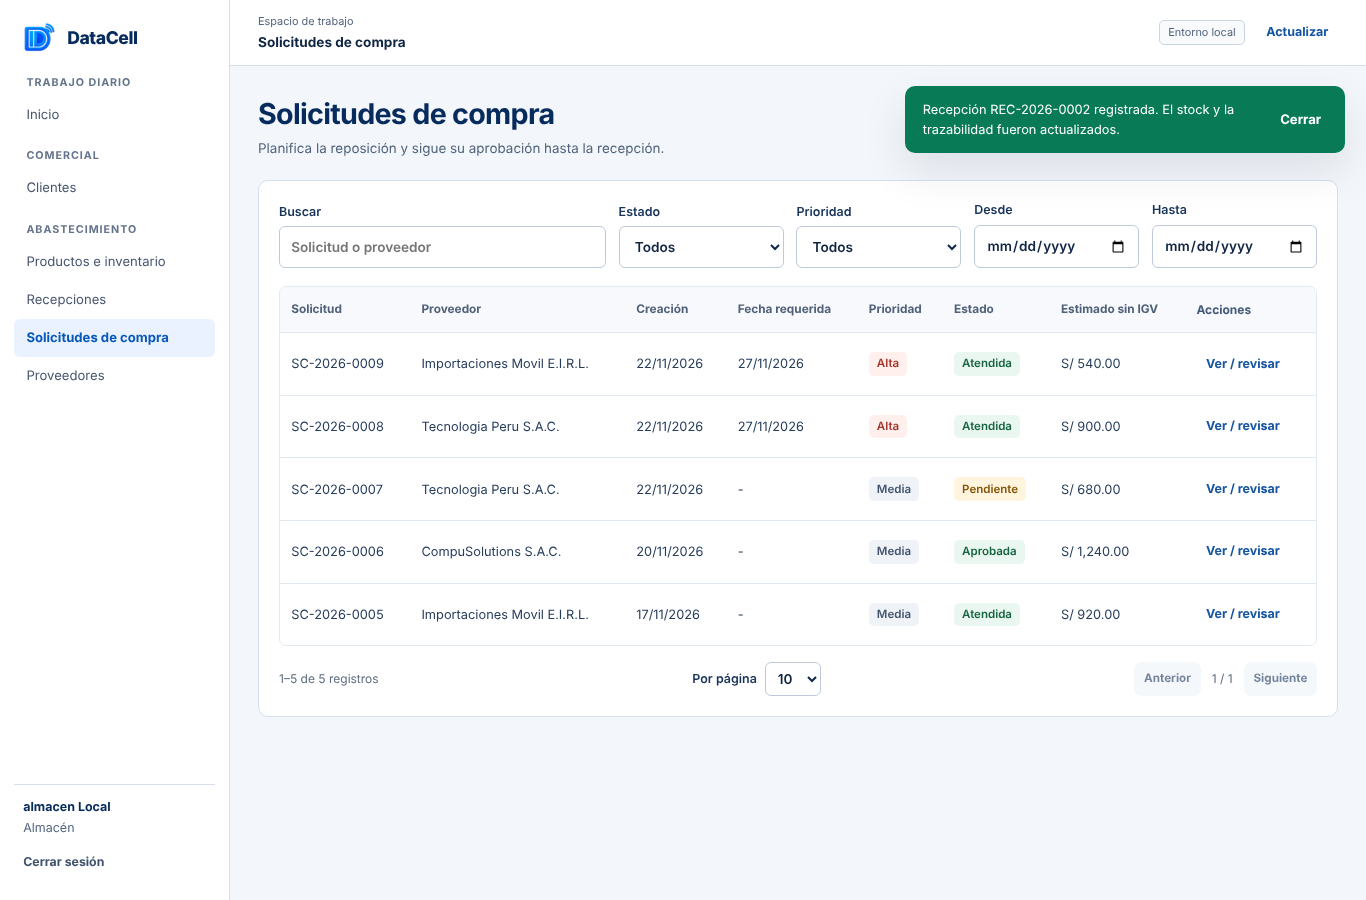 DataCell
TRABAJO DIARIO
Inicio
COMERCIAL
Clientes
ABASTECIMIENTO
Productos e inventario
Recepciones
Solicitudes de compra
Proveedores
almacen Local
Almacén
Cerrar sesión
Espacio de trabajo
Solicitudes de compra
Entorno local
Actualizar
Solicitudes de compra
Planifica la reposición y sigue su aprobación hasta la recepción.
Recepción REC-2026-0002 registrada. El stock y la
trazabilidad fueron actualizados.
Cerrar
Buscar Estado Prioridad Desde Hasta
Solicitud o proveedor Todos Todos mm/dd/yyyy mm/dd/yyyy
Solicitud Proveedor Creación Fecha requerida Prioridad Estado Estimado sin IGV Acciones
SC-2026-0009 Importaciones Movil E.I.R.L. 22/11/2026 27/11/2026 Alta Atendida S/ 540.00 Ver / revisar
SC-2026-0008 Tecnologia Peru S.A.C. 22/11/2026 27/11/2026 Alta Atendida S/ 900.00 Ver / revisar
SC-2026-0007 Tecnologia Peru S.A.C. 22/11/2026 - Media Pendiente S/ 680.00 Ver / revisar
SC-2026-0006 CompuSolutions S.A.C. 20/11/2026 - Media Aprobada S/ 1,240.00 Ver / revisar
SC-2026-0005 Importaciones Movil E.I.R.L. 17/11/2026 - Media Atendida S/ 920.00 Ver / revisar
1–5 de 5 registros Por página 10 Anterior 1 / 1 Siguiente